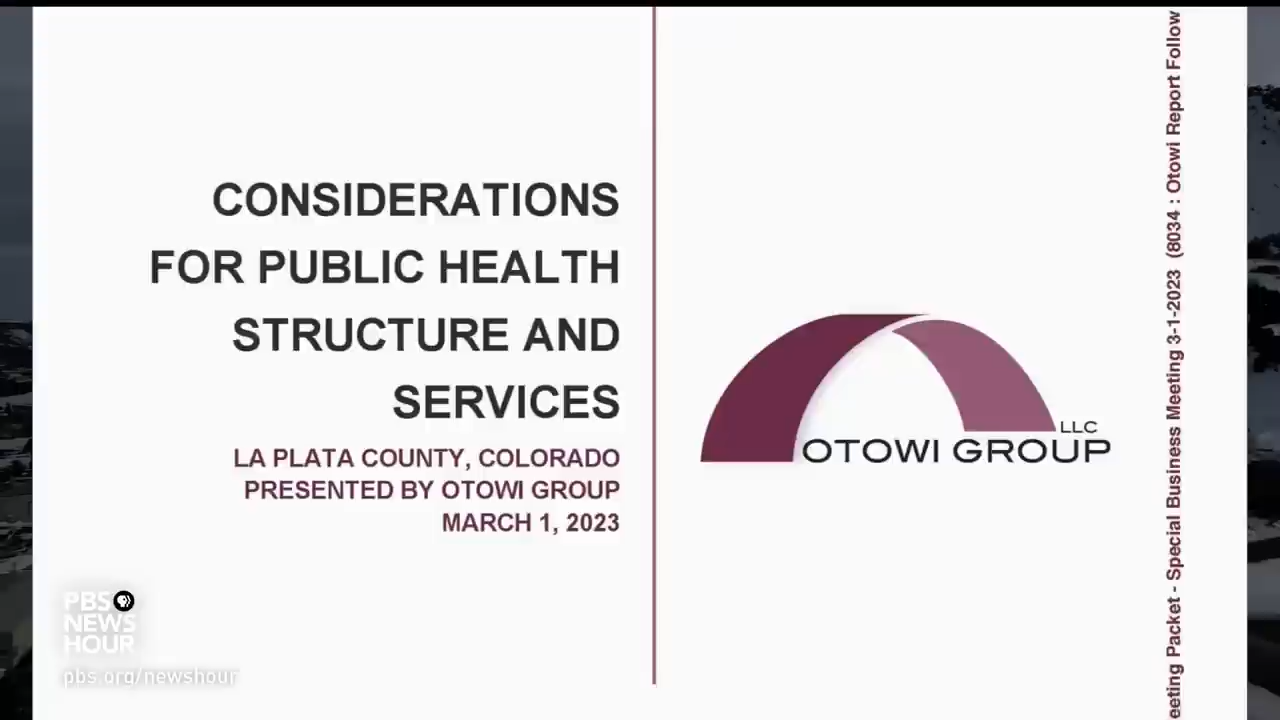 CONSIDERATIONS
FOR PUBLIC HEALTH
STRUCTURE AND
SERVICES
LA PLATA COUNTY, COLORADO
PRESENTED BY OTOWI GROUP
MARCH 1, 2023
LLC
OTOWI GROUP
eeting Packet - Special Business Meeting 3-1-2023 (8034 : Otowi Report Follow
PBS
NEWS
HOUR
pbs.org/newshour